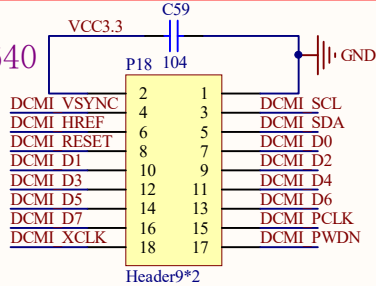 C59
VCC3.3
640
GND
P18 104
2 1
DCMI_VSYNC 4 3 DCMI_SCL
DCMI_HREF 6 5 DCMI_SDA
DCMI_RESET 8 7 DCMI_D0
DCMI_D1 10 9 DCMI_D2
DCMI_D3 12 11 DCMI_D4
DCMI_D5 14 13 DCMI_D6
DCMI_D7 16 15 DCMI_PCLK
DCMI_XCLK 18 17 DCMI_PWDN
Header9*2